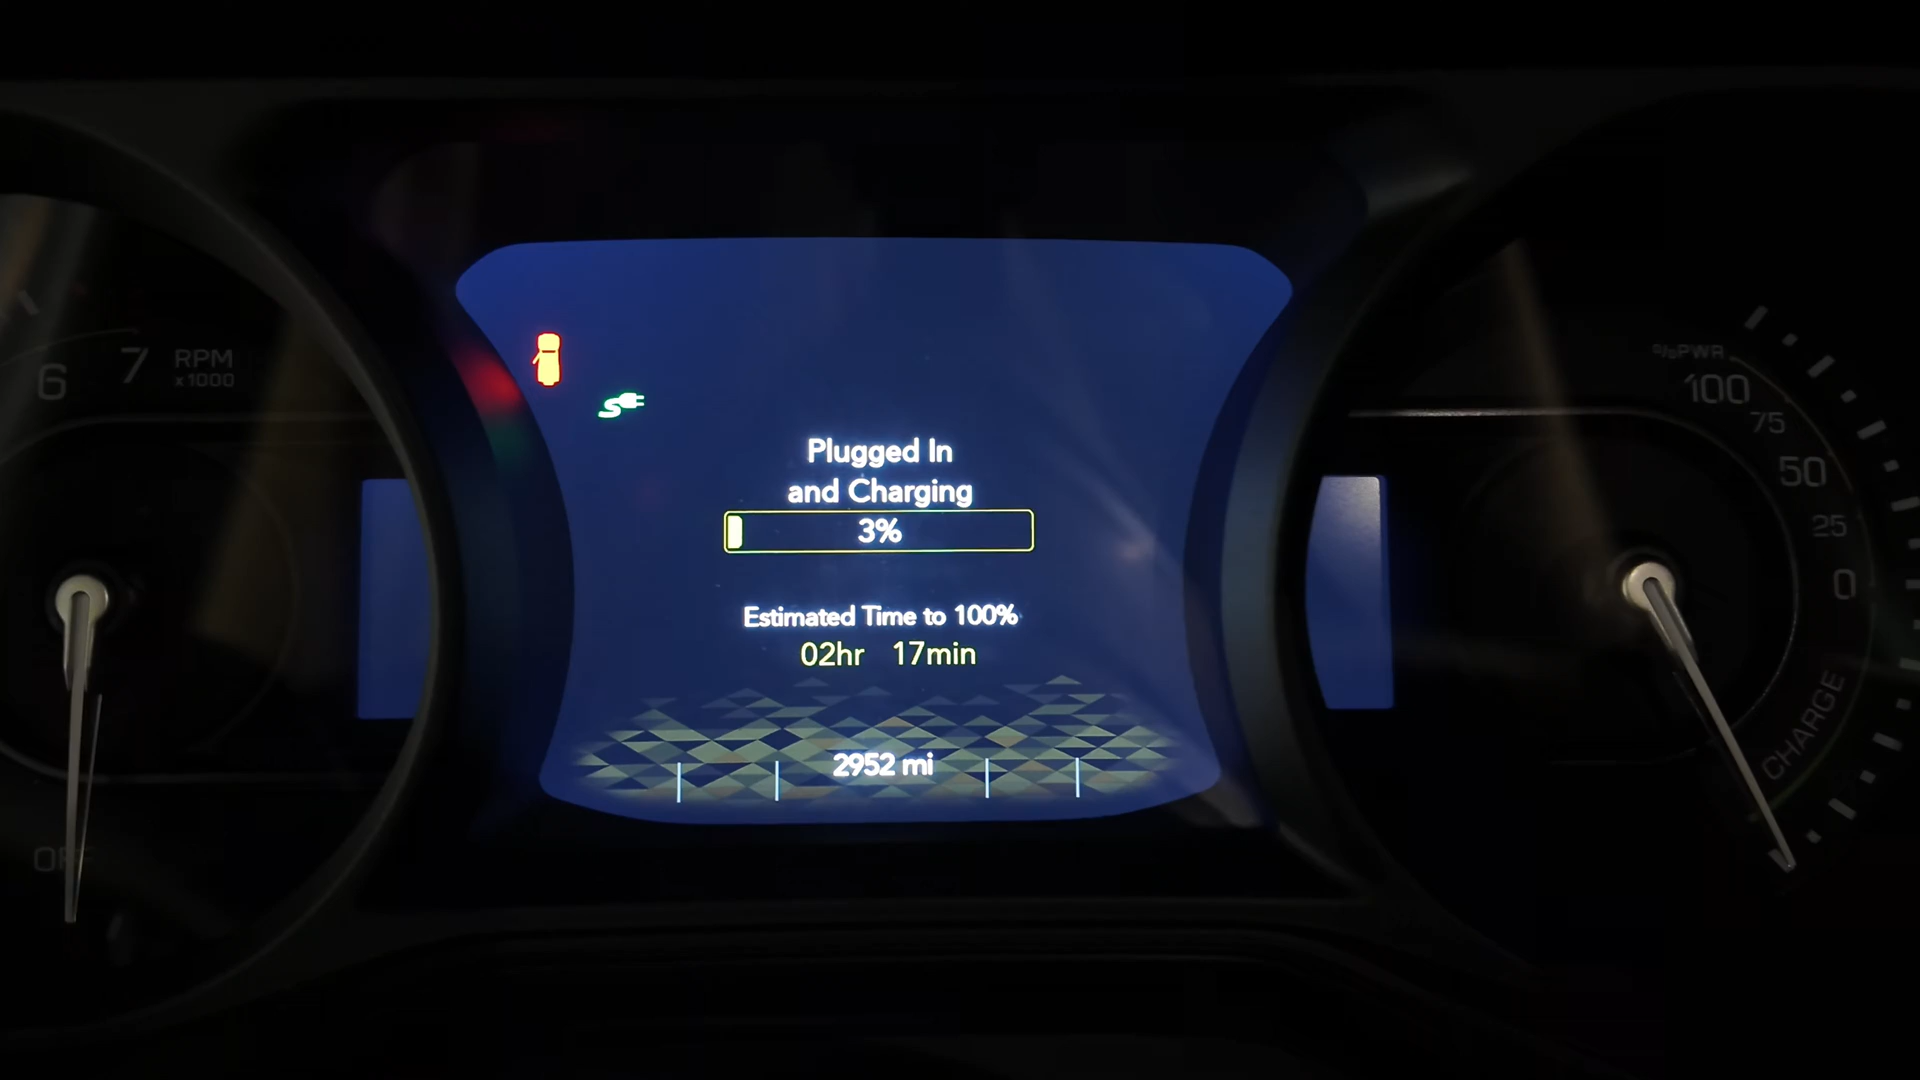 6
7
RPM
x1000
OFF
Plugged In
and Charging
3%
Estimated Time to 100%
02hr 17min
2952 mi
%PWR
100
75
50
25
0
CHARGE